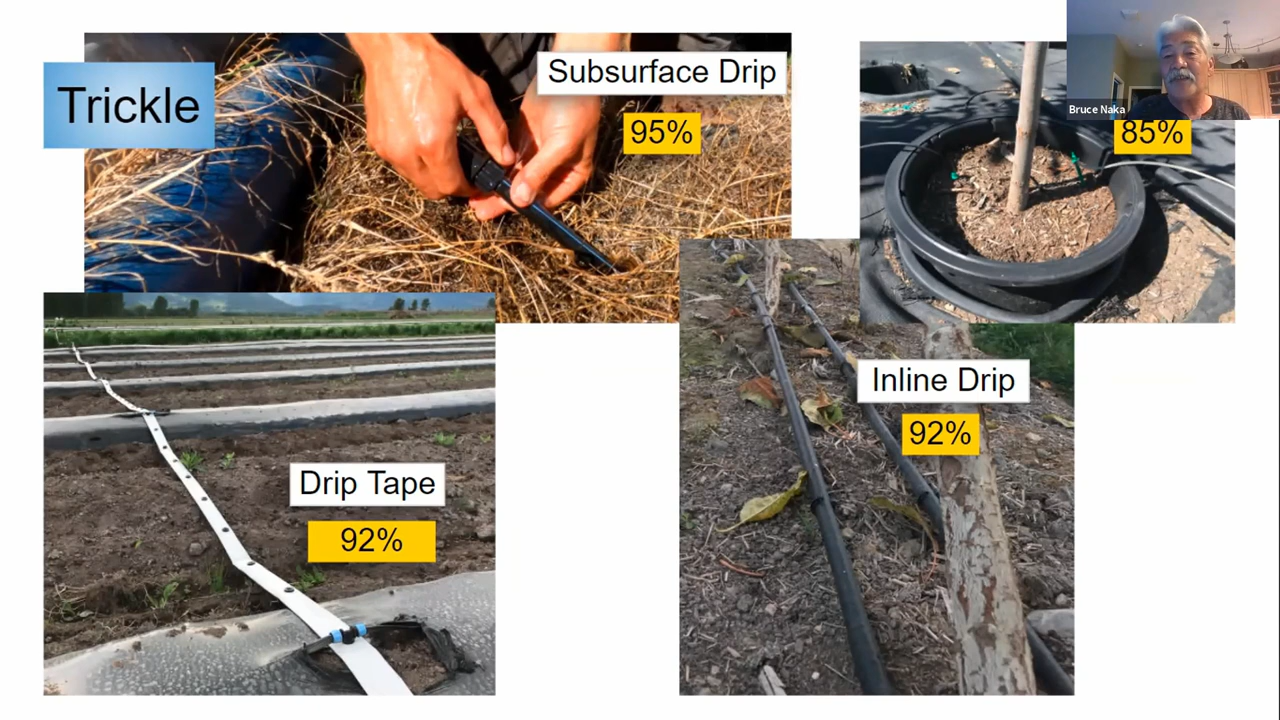 Trickle
Subsurface Drip
95%
Bruce Naka
85%
Inline Drip
92%
Drip Tape
92%